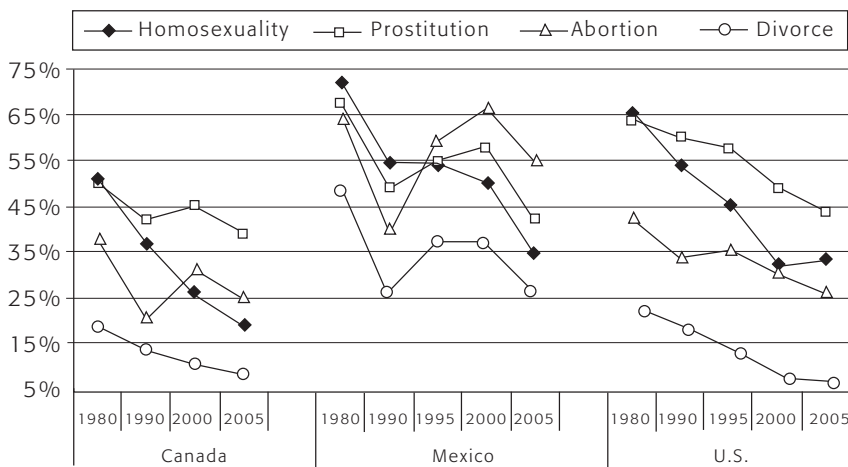 Homosexuality Prostitution Abortion Divorce
75%
65%
55%
45%
35%
25%
15%
5%
1980 1990 2000 2005 1980 1990 1995 2000 2005 1980 1990 1995 2000 2005
Canada Mexico U.S.